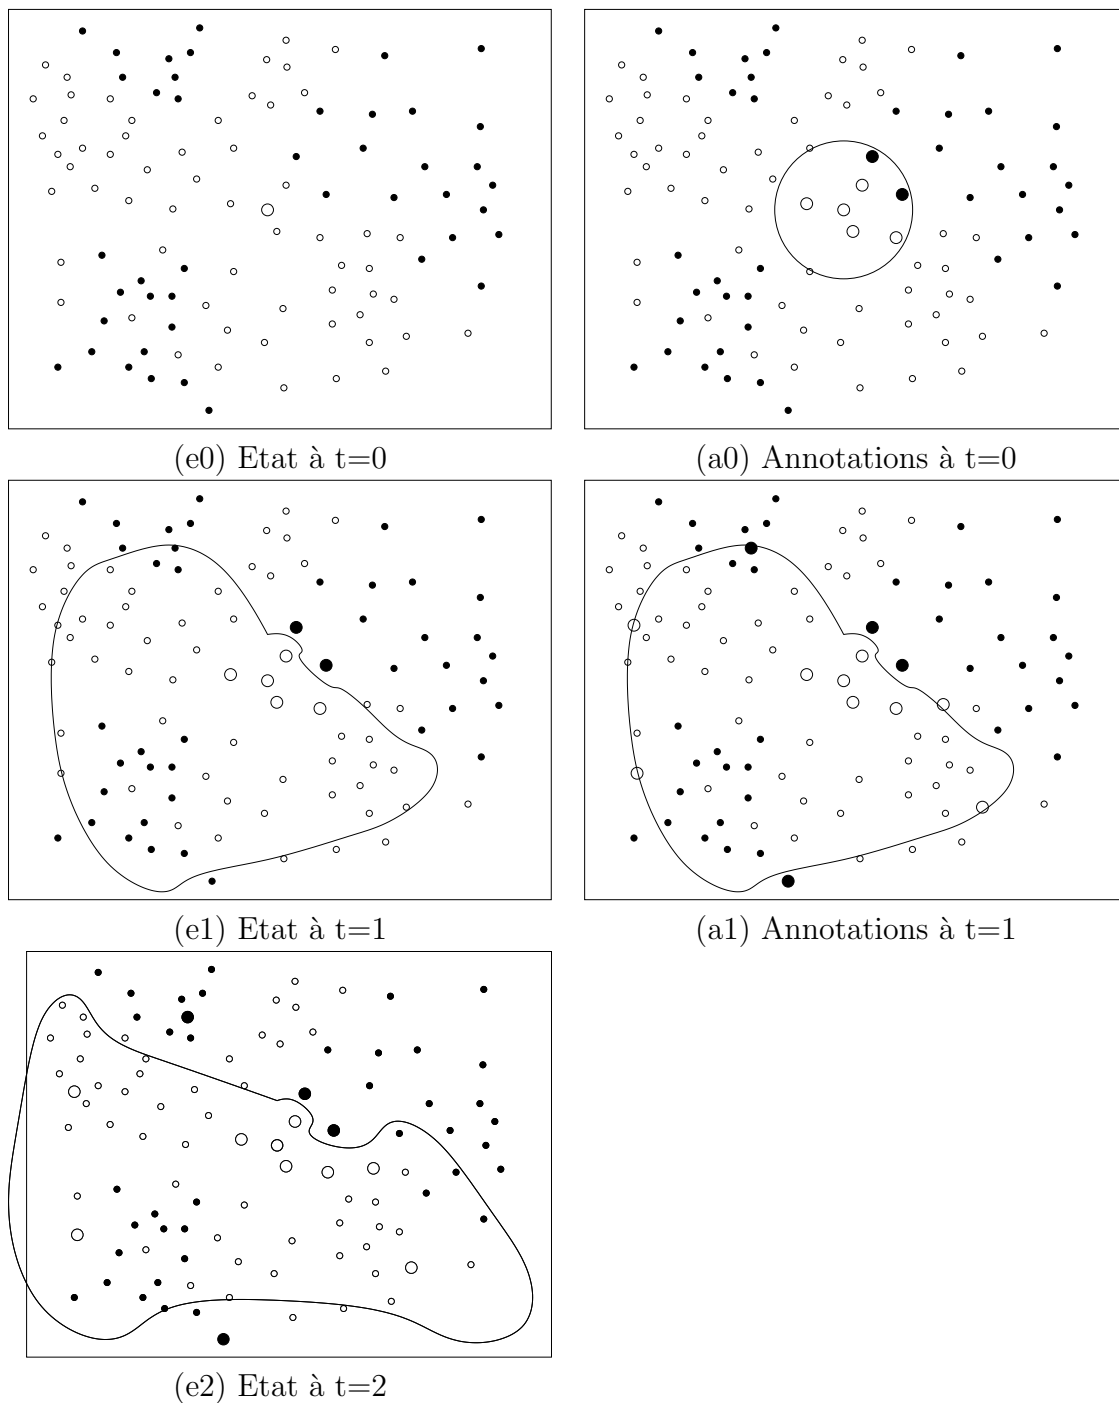 (e0) Etat à t=0
(a0) Annotations à t=0
(e1) Etat à t=1
(a1) Annotations à t=1
(e2) Etat à t=2